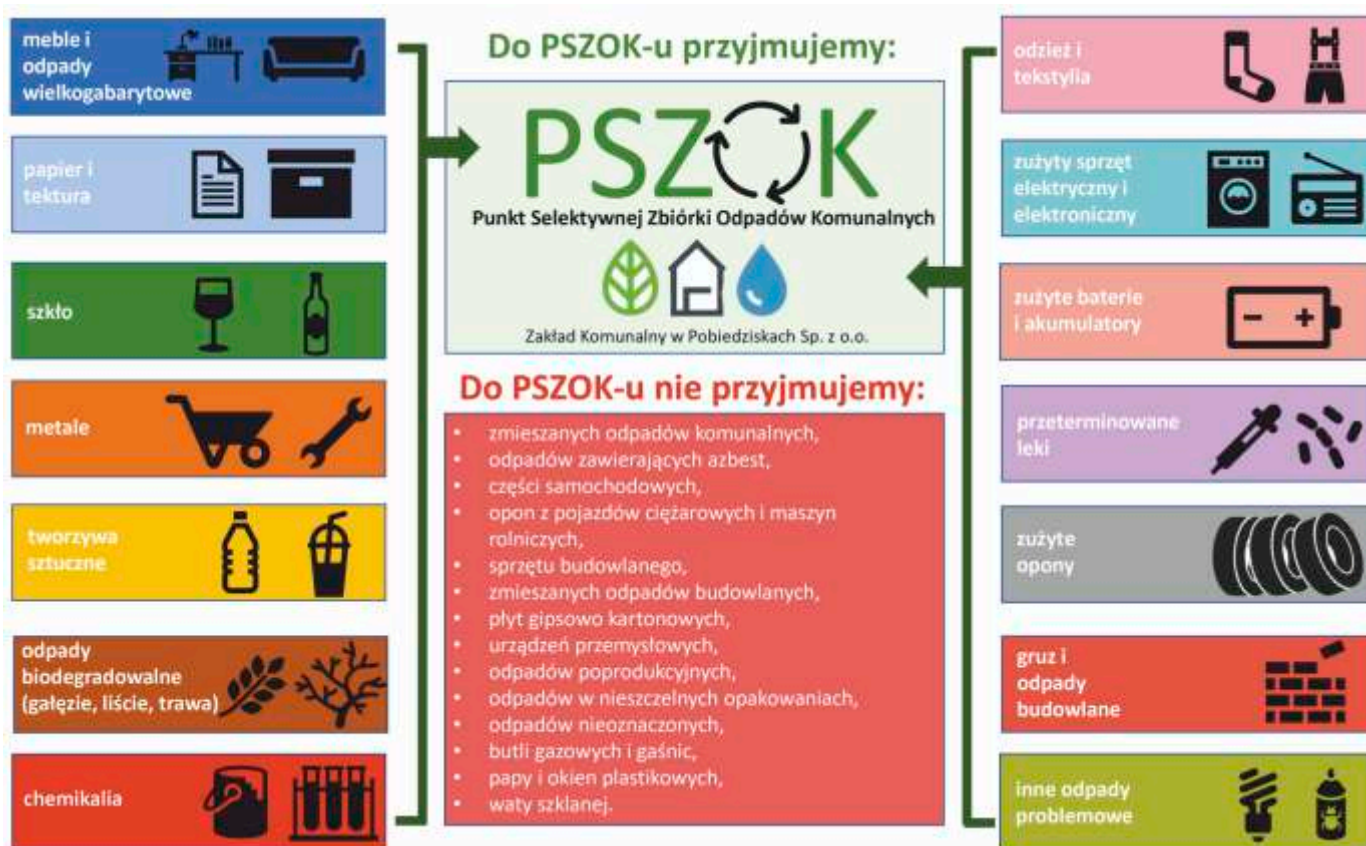 meble i
odpady
wielkogabarytowe
papier i
tektura
szkło
metale
tworzywa
sztuczne
odpady
biodegradowalne
(gałęzie, liście, trawa)
chemikalia
Do PSZOK-u przyjmujemy:
PSZOK
Punkt Selektywnej Zbiórki Odpadów Komunalnych
Zakład Komunalny w Pobiedziskach Sp. z o.o.
Do PSZOK-u nie przyjmujemy:
• zmieszanych odpadów komunalnych,
• odpadów zawierających azbest,
• części samochodowych,
• opon z pojazdów ciężarowych i maszyn
rolniczych,
• sprzętu budowlanego,
• zmieszanych odpadów budowlanych,
• płyt gipsowo kartonowych,
• urządzeń przemysłowych,
• odpadów poprodukcyjnych,
• odpadów w nieszczelnych opakowaniach,
• odpadów nieoznaczonych,
• butli gazowych i gaśnic,
• papy i okien plastikowych,
• waty szklanej.
odzież i
tekstylia
zużyty sprzęt
elektryczny i
elektroniczny
zużyte baterie
i akumulatory
przeterminowane
leki
zużyte
opony
gruz i
odpady
budowlane
inne odpady
problemowe